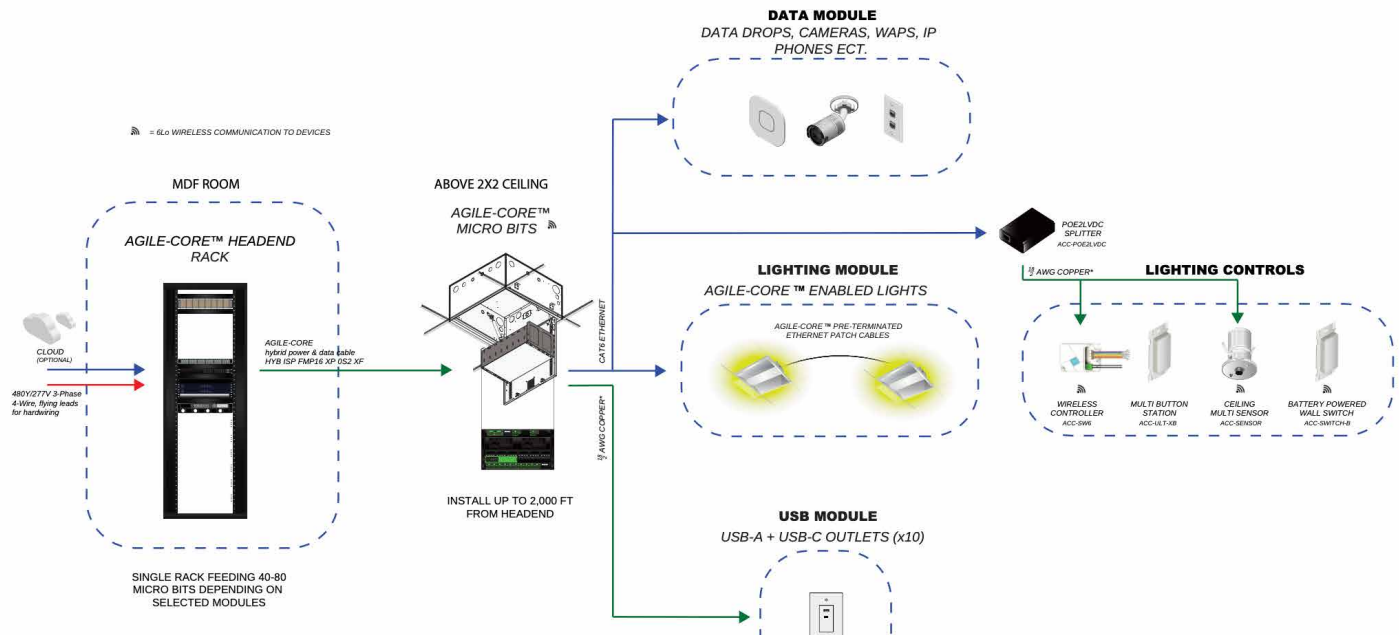 DATA MODULE
DATA DROPS, CAMERAS, WAPS, IP
PHONES ECT.
= 6Lo WIRELESS COMMUNICATION TO DEVICES
MDF ROOM
AGILE-CORE™ HEADEND
RACK
CLOUD
(OPTIONAL)
480Y/277V 3-Phase
4-Wire, flying leads
for hardwiring
AGILE-CORE
hybrid power & data cable
HYB ISP FMP16 XP 0S2 XF
SINGLE RACK FEEDING 40-80
MICRO BITS DEPENDING ON
SELECTED MODULES
ABOVE 2X2 CEILING
AGILE-CORE™
MICRO BITS
INSTALL UP TO 2,000 FT
FROM HEADEND
CAT6 ETHERNET
18/2 AWG COPPER*
LIGHTING MODULE
AGILE-CORE ™ ENABLED LIGHTS
AGILE-CORE ™ PRE-TERMINATED
ETHERNET PATCH CABLES
POE2LVDC
SPLITTER
ACC-POE2LVDC
18/2 AWG COPPER*
LIGHTING CONTROLS
WIRELESS
CONTROLLER
ACC-SW6
MULTI BUTTON
STATION
ACC-ULT-XB
CEILING
MULTI SENSOR
ACC-SENSOR
BATTERY POWERED
WALL SWITCH
ACC-SWITCH-B
USB MODULE
USB-A + USB-C OUTLETS (x10)